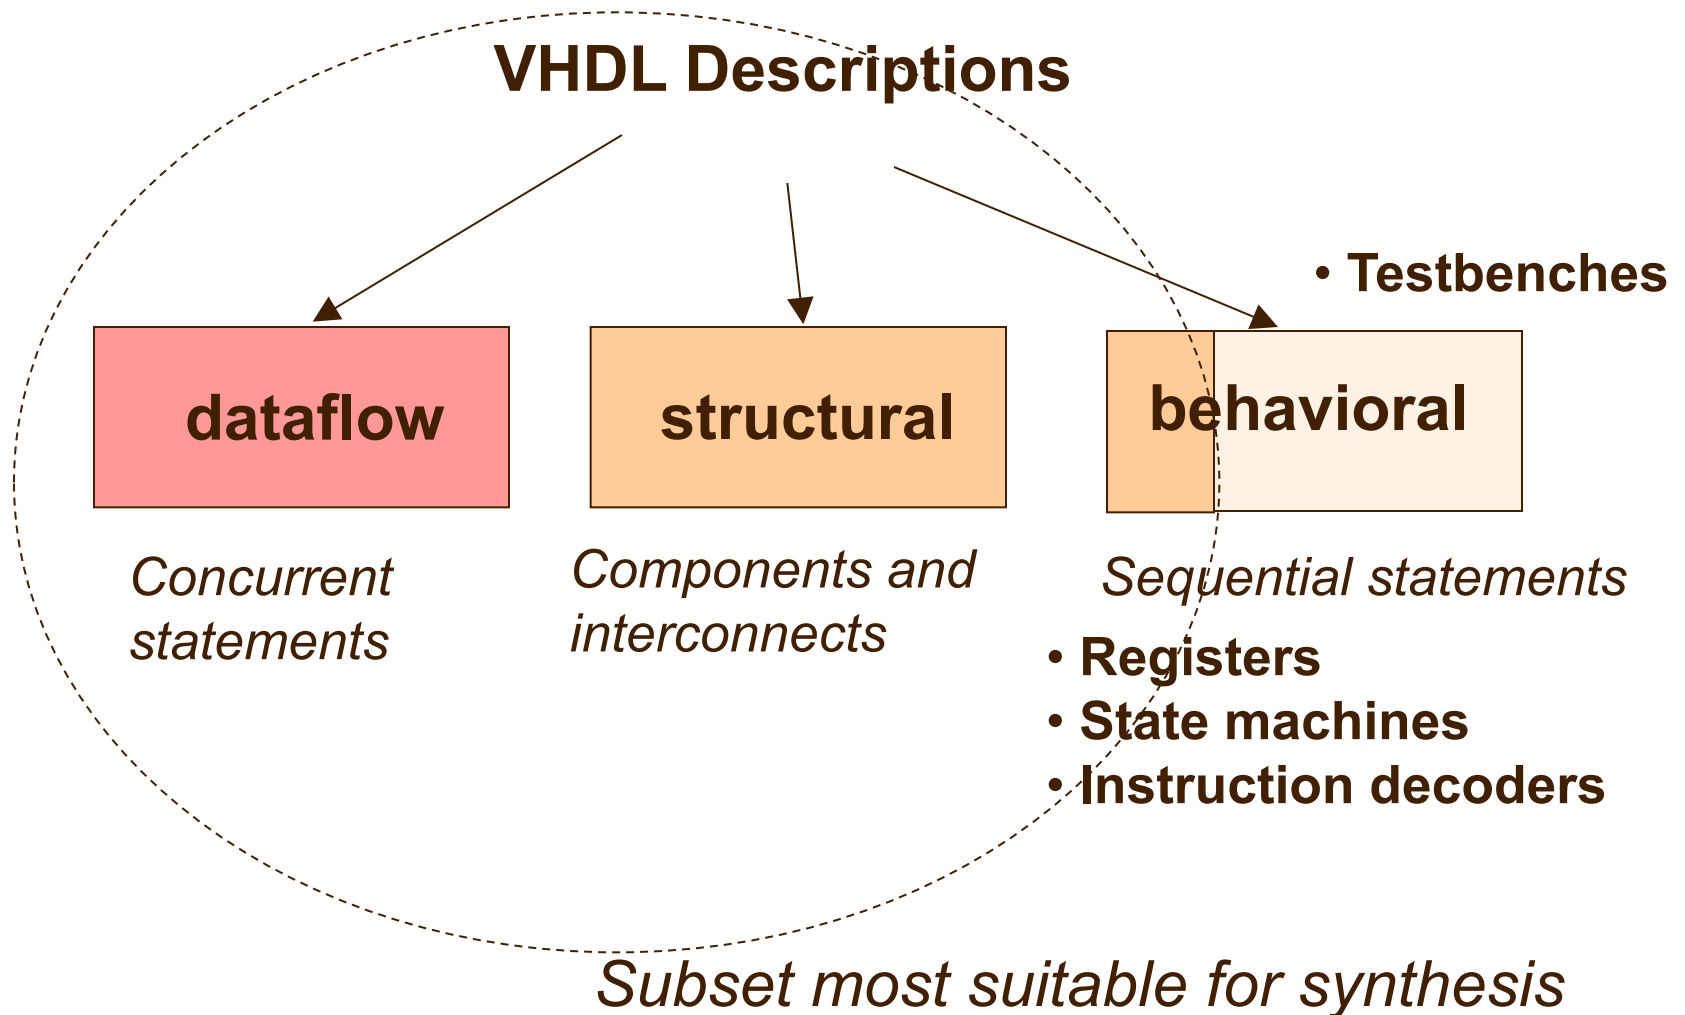 VHDL Descriptions
• Testbenches
dataflow
structural
behavioral
Concurrent
statements
Components and
interconnects
Sequential statements
• Registers
• State machines
• Instruction decoders
Subset most suitable for synthesis